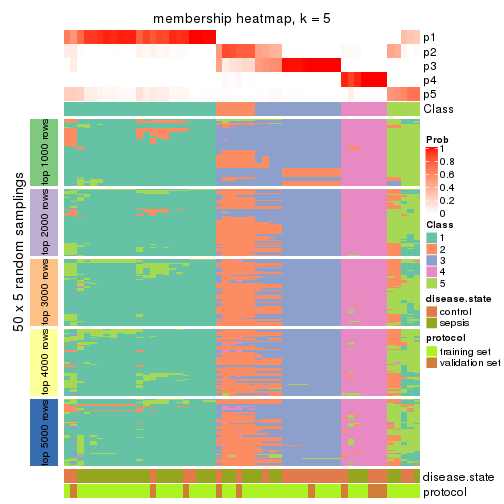 membership heatmap, k = 5
p1
p2
p3
p4
p5
Class
50 x 5 random samplings
top 1000 rows
top 2000 rows
top 3000 rows
top 4000 rows
top 5000 rows
Prob
1
0.8
0.6
0.4
0.2
0
Class
1
2
3
4
5
disease.state
control
sepsis
protocol
training set
validation set
disease.state
protocol